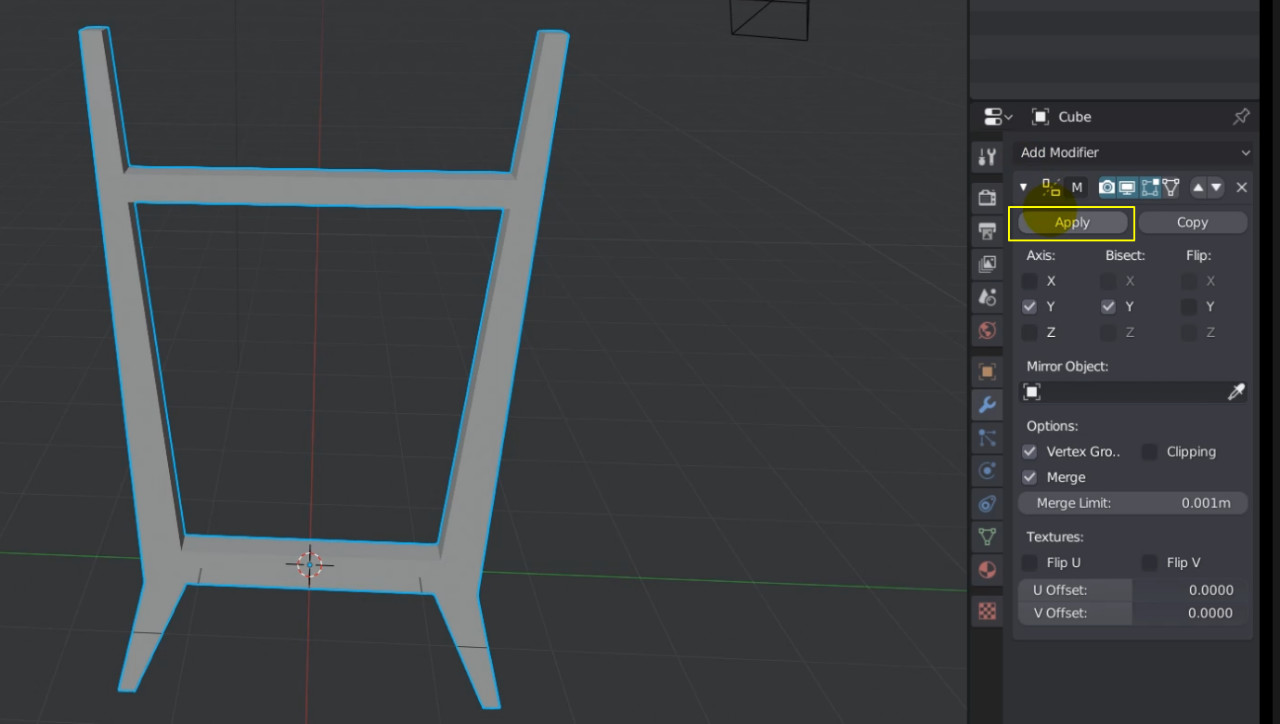 Cube
Add Modifier
M
Apply Copy
Axis: Bisect: Flip:
X X X
Y Y Y
Z Z Z
Mirror Object:
Options:
Vertex Gro.. Clipping
Merge
Merge Limit: 0.001m
Textures:
Flip U Flip V
U Offset: 0.0000
V Offset: 0.0000